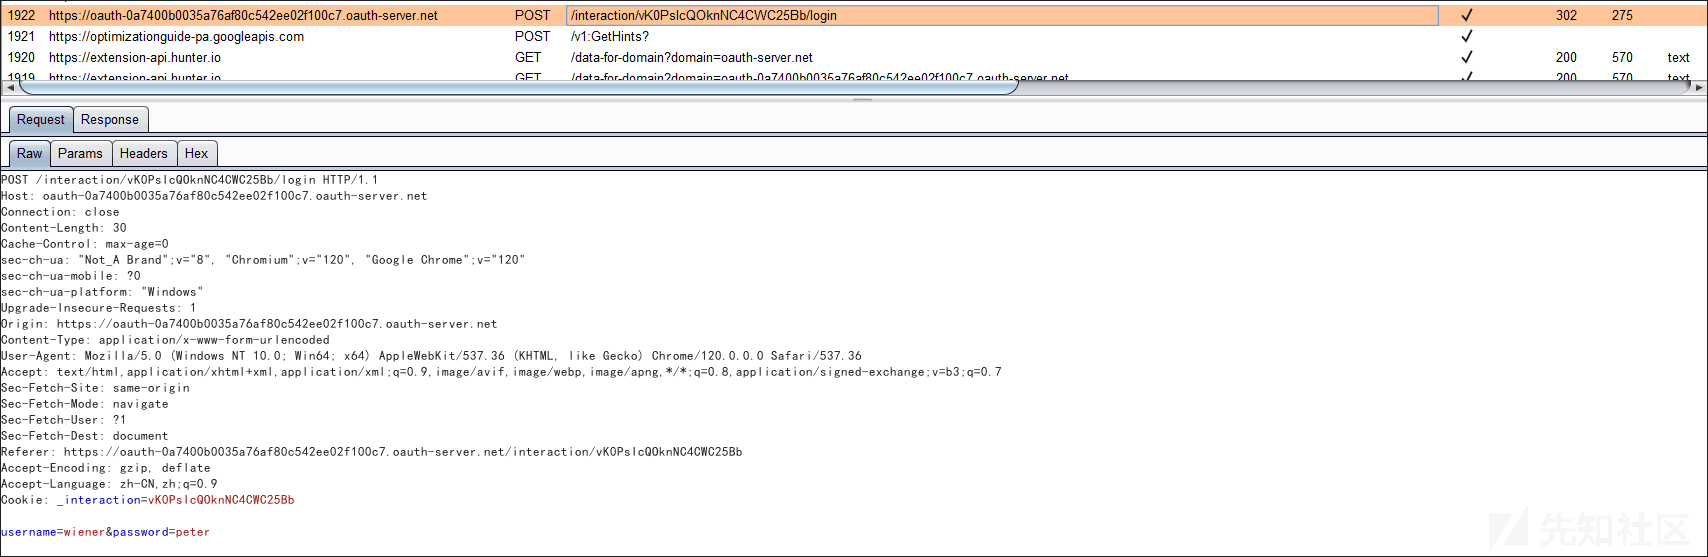 1922 https://oauth-0a7400b0035a76af80c542ee02f100c7.oauth-server.net POST /interaction/vK0PsIcQOknNC4CWC25Bb/login ✓ 302 275
1921 https://optimizationguide-pa.googleapis.com POST /v1:GetHints? ✓
1920 https://extension-api.hunter.io GET /data-for-domain?domain=oauth-server.net ✓ 200 570 text
1919 https://extension-api.hunter.io GET /data-for-domain?domain=oauth-0a7400b0035a76af80c542ee02f100c7.oauth-server.net ✓ 200 570 text
Request Response
Raw Params Headers Hex
POST /interaction/vK0PsIcQOknNC4CWC25Bb/login HTTP/1.1
Host: oauth-0a7400b0035a76af80c542ee02f100c7.oauth-server.net
Connection: close
Content-Length: 30
Cache-Control: max-age=0
sec-ch-ua: "Not_A Brand";v="8", "Chromium";v="120", "Google Chrome";v="120"
sec-ch-ua-mobile: ?0
sec-ch-ua-platform: "Windows"
Upgrade-Insecure-Requests: 1
Origin: https://oauth-0a7400b0035a76af80c542ee02f100c7.oauth-server.net
Content-Type: application/x-www-form-urlencoded
User-Agent: Mozilla/5.0 (Windows NT 10.0; Win64; x64) AppleWebKit/537.36 (KHTML, like Gecko) Chrome/120.0.0.0 Safari/537.36
Accept: text/html,application/xhtml+xml,application/xml;q=0.9,image/avif,image/webp,image/apng,*/*;q=0.8,application/signed-exchange;v=b3;q=0.7
Sec-Fetch-Site: same-origin
Sec-Fetch-Mode: navigate
Sec-Fetch-User: ?1
Sec-Fetch-Dest: document
Referer: https://oauth-0a7400b0035a76af80c542ee02f100c7.oauth-server.net/interaction/vK0PsIcQOknNC4CWC25Bb
Accept-Encoding: gzip, deflate
Accept-Language: zh-CN,zh;q=0.9
Cookie: _interaction=vK0PsIcQOknNC4CWC25Bb
username=wiener&password=peter
先知社区